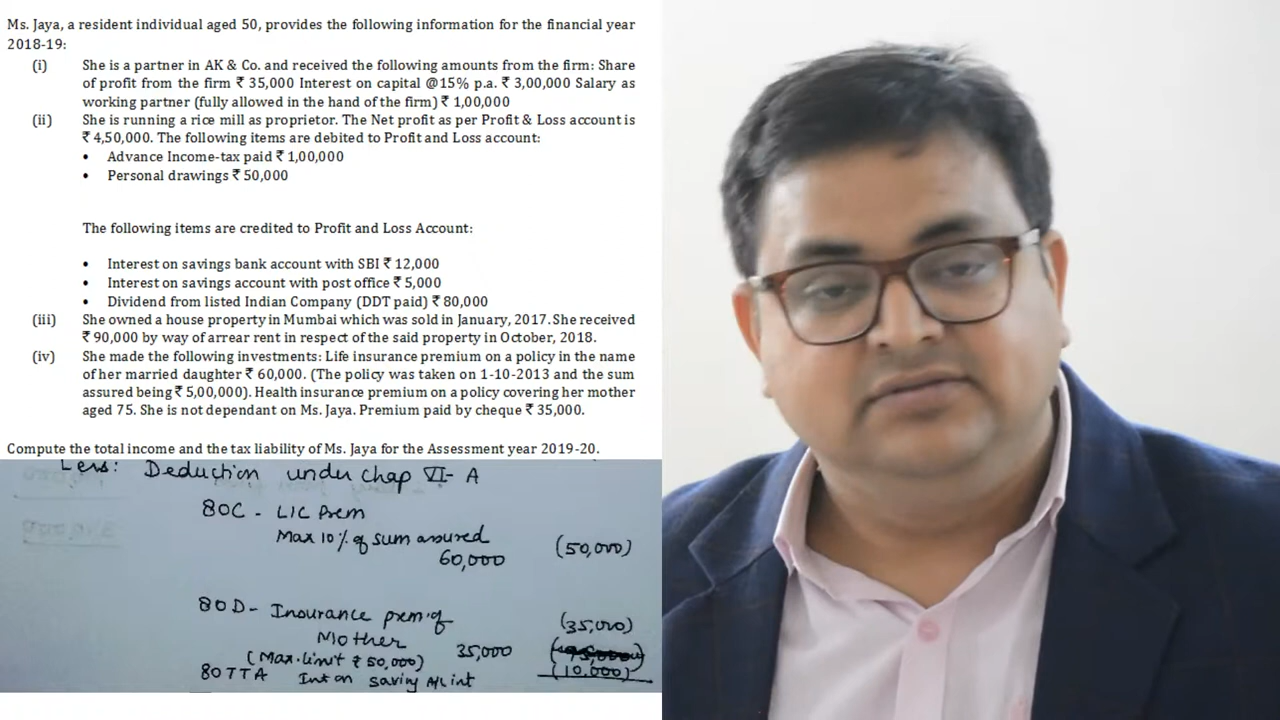 Ms. Jaya, a resident individual aged 50, provides the following information for the financial year
2018-19:
(i) She is a partner in AK & Co. and received the following amounts from the firm: Share
of profit from the firm ₹ 35,000 Interest on capital @15% p.a. ₹ 3,00,000 Salary as
working partner (fully allowed in the hand of the firm) ₹ 1,00,000
(ii) She is running a rice mill as proprietor. The Net profit as per Profit & Loss account is
₹ 4,50,000. The following items are debited to Profit and Loss account:
• Advance Income-tax paid ₹ 1,00,000
• Personal drawings ₹ 50,000
The following items are credited to Profit and Loss Account:
• Interest on savings bank account with SBI ₹ 12,000
• Interest on savings account with post office ₹ 5,000
• Dividend from listed Indian Company (DDT paid) ₹ 80,000
(iii) She owned a house property in Mumbai which was sold in January, 2017. She received
₹ 90,000 by way of arrear rent in respect of the said property in October, 2018.
(iv) She made the following investments: Life insurance premium on a policy in the name
of her married daughter ₹ 60,000. (The policy was taken on 1-10-2013 and the sum
assured being ₹ 5,00,000). Health insurance premium on a policy covering her mother
aged 75. She is not dependant on Ms. Jaya. Premium paid by cheque ₹ 35,000.
Compute the total income and the tax liability of Ms. Jaya for the Assessment year 2019-20.
Less: Deduction under chap VI-A
80C - LIC Prem
Max 10% of sum assured
60,000 (50,000)
80D - Insurance prem. of
Mother 35,000 (35,000)
(Max. limit ₹ 50,000)
80TTA Int on saving A/c int (10,000)